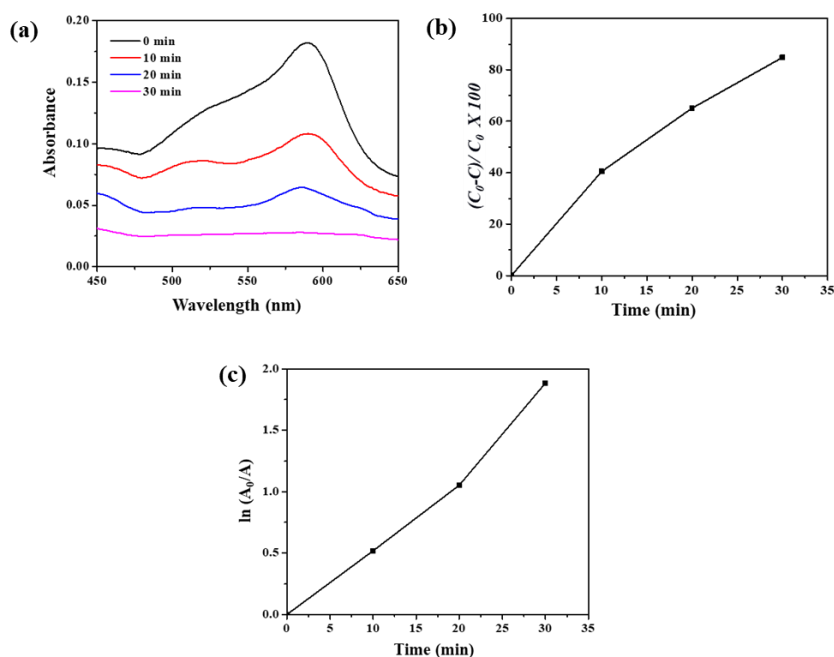 (a)
0.20
0.15
0.10
0.05
0.00
Absorbance
0 min
10 min
20 min
30 min
450 500 550 600 650
Wavelength (nm)
(b)
100
80
60
40
20
0
(C₀-C)/ C₀ X 100
0 5 10 15 20 25 30 35
Time (min)
(c)
2.0
1.5
1.0
0.5
0.0
ln (A₀/A)
0 5 10 15 20 25 30 35
Time (min)